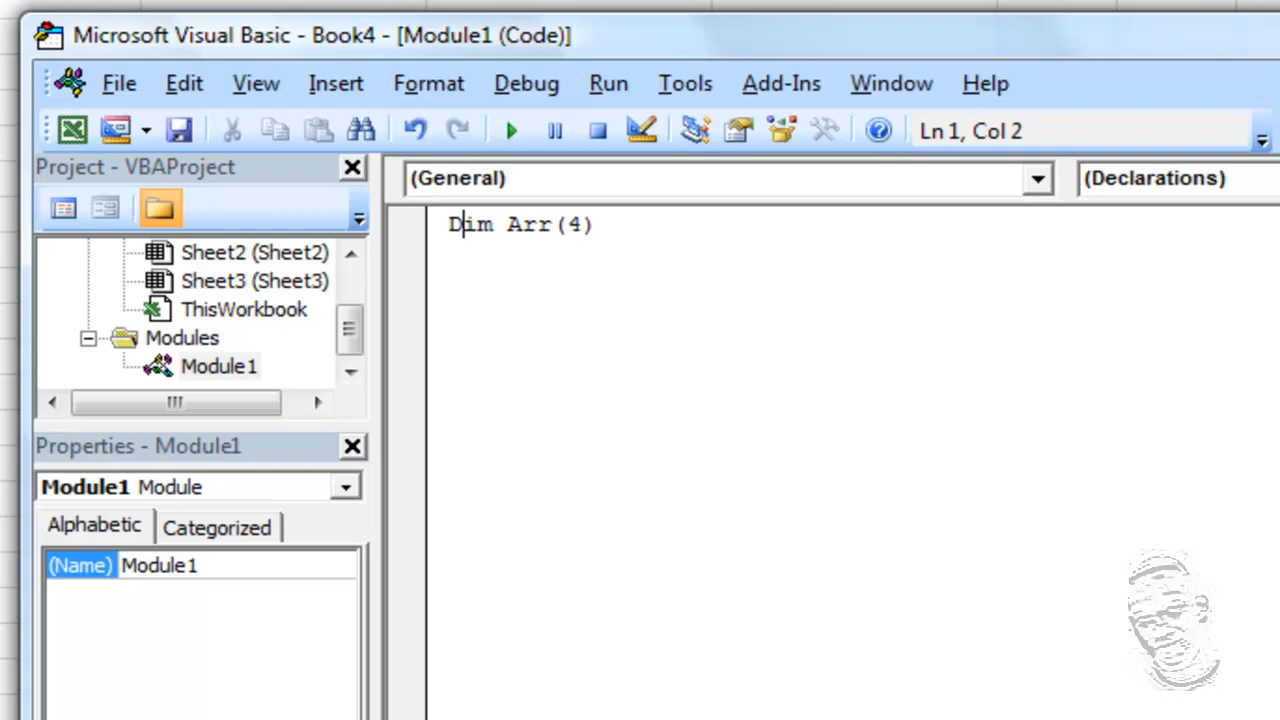 Microsoft Visual Basic - Book4 - [Module1 (Code)]
File Edit View Insert Format Debug Run Tools Add-Ins Window Help
Ln 1, Col 2
Project - VBAProject
(General) (Declarations)
Dim Arr(4)
Sheet2 (Sheet2)
Sheet3 (Sheet3)
ThisWorkbook
Modules
Module1
Properties - Module1
Module1 Module
Alphabetic Categorized
(Name) Module1